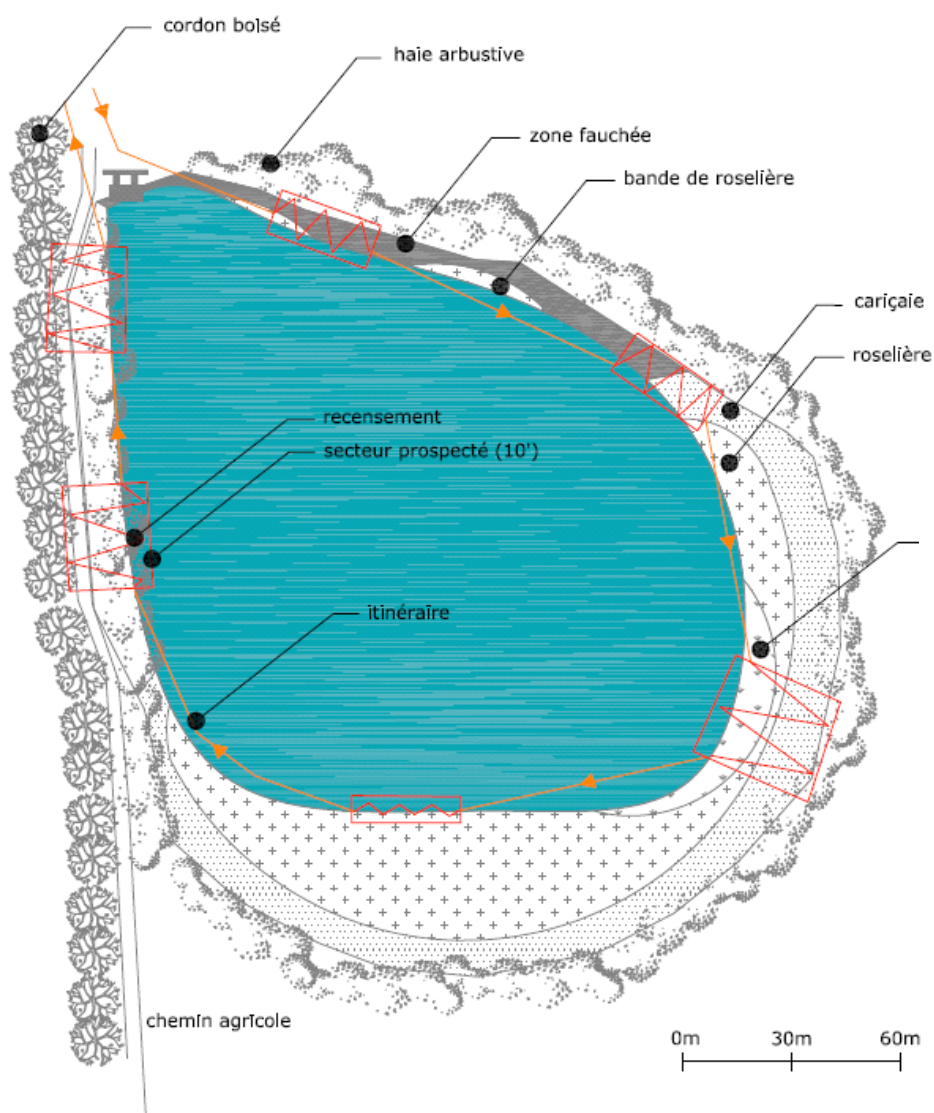 cordon boisé
haie arbustive
zone fauchée
bande de roselière
cariçaie
roselière
recensement
secteur prospecté (10')
itinéraire
chemin agricole
0m 30m 60m